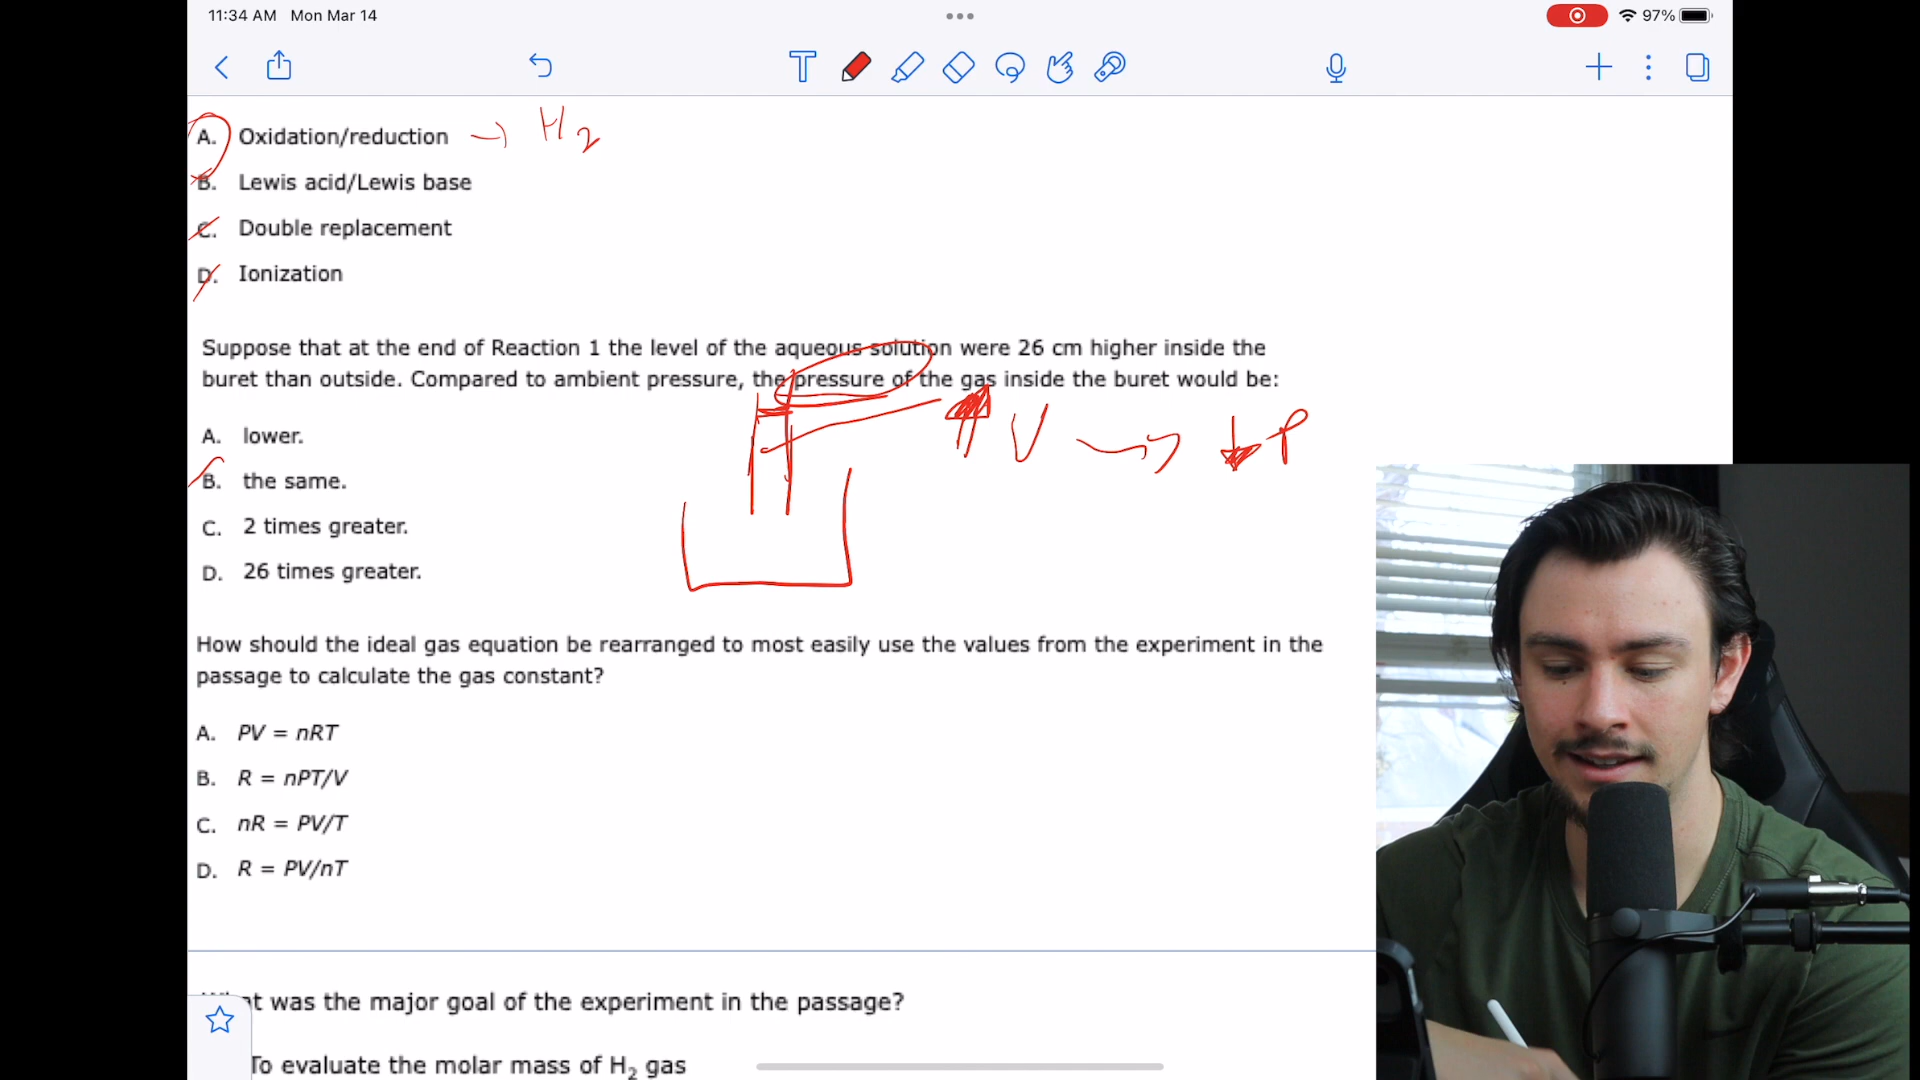 11:34 AM Mon Mar 14
97%
A. Oxidation/reduction → H2
B. Lewis acid/Lewis base
C. Double replacement
D. Ionization
Suppose that at the end of Reaction 1 the level of the aqueous solution were 26 cm higher inside the
buret than outside. Compared to ambient pressure, the pressure of the gas inside the buret would be:
↑ V → ↓ P
A. lower.
B. the same.
C. 2 times greater.
D. 26 times greater.
How should the ideal gas equation be rearranged to most easily use the values from the experiment in the
passage to calculate the gas constant?
A. PV = nRT
B. R = nPT/V
C. nR = PV/T
D. R = PV/nT
t was the major goal of the experiment in the passage?
To evaluate the molar mass of H2 gas